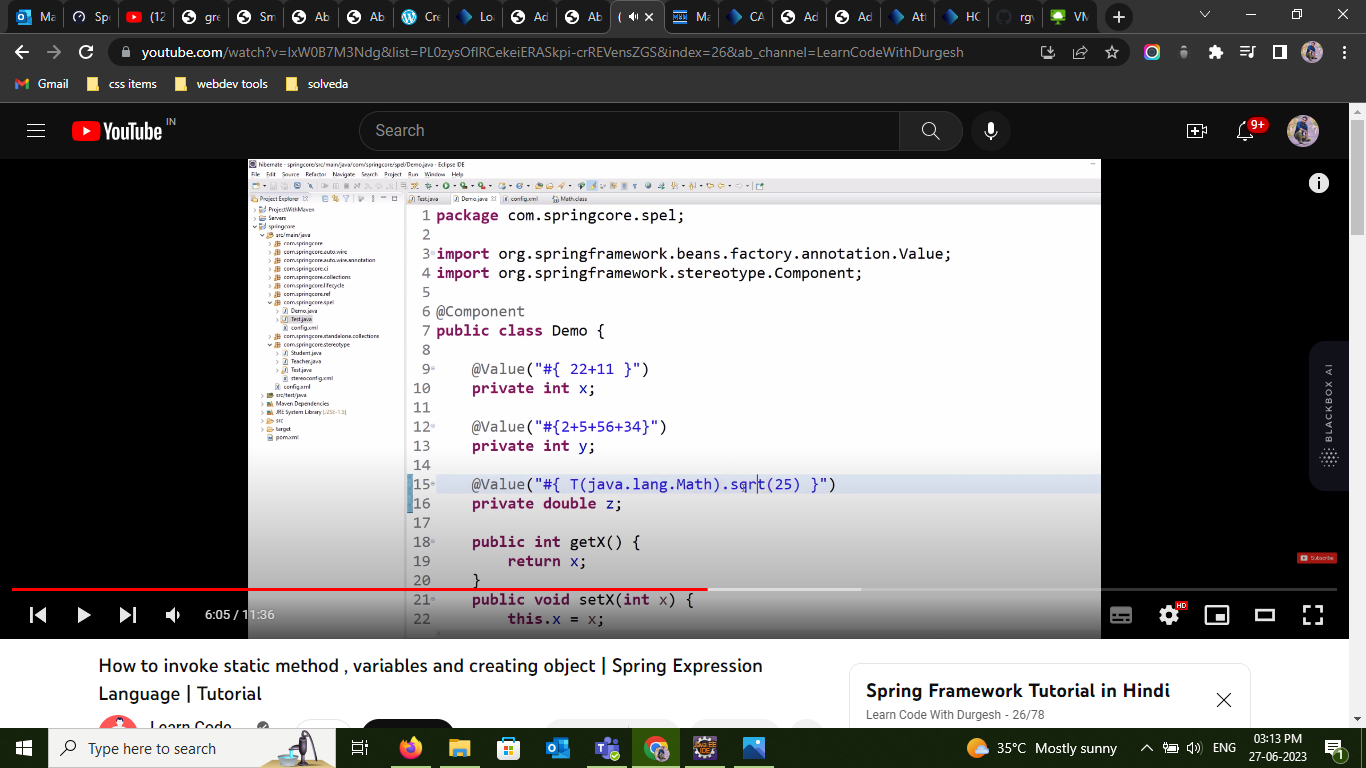 Ma
Sp
(12
gre
Sm
Ab
Ab
Cre
Lo
Ad
Ab
(
Ma
CA
Ad
Ad
Att
HC
rg
VM
youtube.com/watch?v=IxW0B7M3Ndg&list=PL0zysOflRCekeiERASkpi-crREVensZGS&index=26&ab_channel=LearnCodeWithDurgesh
Gmail
css items
webdev tools
solveda
YouTube IN
Search
9+
hibernate - springcore/src/main/java/com/springcore/spel/Demo.java - Eclipse IDE
File Edit Source Refactor Navigate Search Project Run Window Help
Project Explorer
Test.java Demo.java config.xml Math.class
ProjectWithMaven
Servers
springcore
src/main/java
com.springcore
com.springcore.auto.wire
com.springcore.auto.wire.annotation
com.springcore.ci
com.springcore.collections
com.springcore.lifecycle
com.springcore.ref
com.springcore.spel
Demo.java
Test.java
config.xml
com.springcore.standalone.collections
com.springcore.stereotype
Student.java
Teacher.java
Test.java
stereoconfig.xml
config.xml
src/test/java
Maven Dependencies
JRE System Library [J2SE-1.5]
src
target
pom.xml
1 package com.springcore.spel;
2
3 import org.springframework.beans.factory.annotation.Value;
4 import org.springframework.stereotype.Component;
5
6 @Component
7 public class Demo {
8
9 @Value("#{ 22+11 }")
10 private int x;
11
12 @Value("#{2+5+56+34}")
13 private int y;
14
15 @Value("#{ T(java.lang.Math).sqrt(25) }")
16 private double z;
17
18 public int getX() {
19 return x;
20 }
21 public void setX(int x) {
22 this.x = x;
BLACKBOX AI
Subscribe
6:05 / 11:36
HD
How to invoke static method , variables and creating object | Spring Expression
Language | Tutorial
Learn Code
Spring Framework Tutorial in Hindi
Learn Code With Durgesh - 26/78
Type here to search
35°C Mostly sunny
ENG
03:13 PM
27-06-2023
1